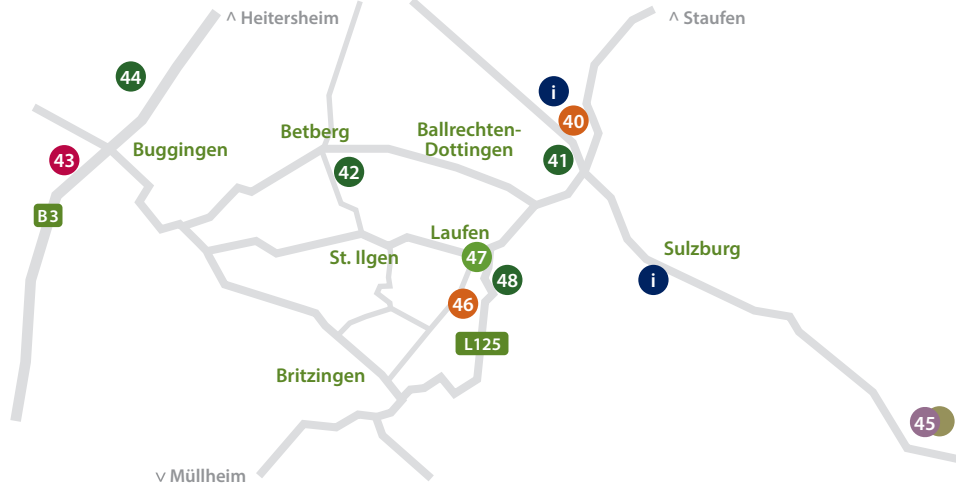 ^ Heitersheim
^ Staufen
44
i
40
Betberg
Ballrechten-
Dottingen
Buggingen
43
42
41
B3
Laufen
St. Ilgen
47
Sulzburg
48
i
46
L125
Britzingen
45
v Müllheim